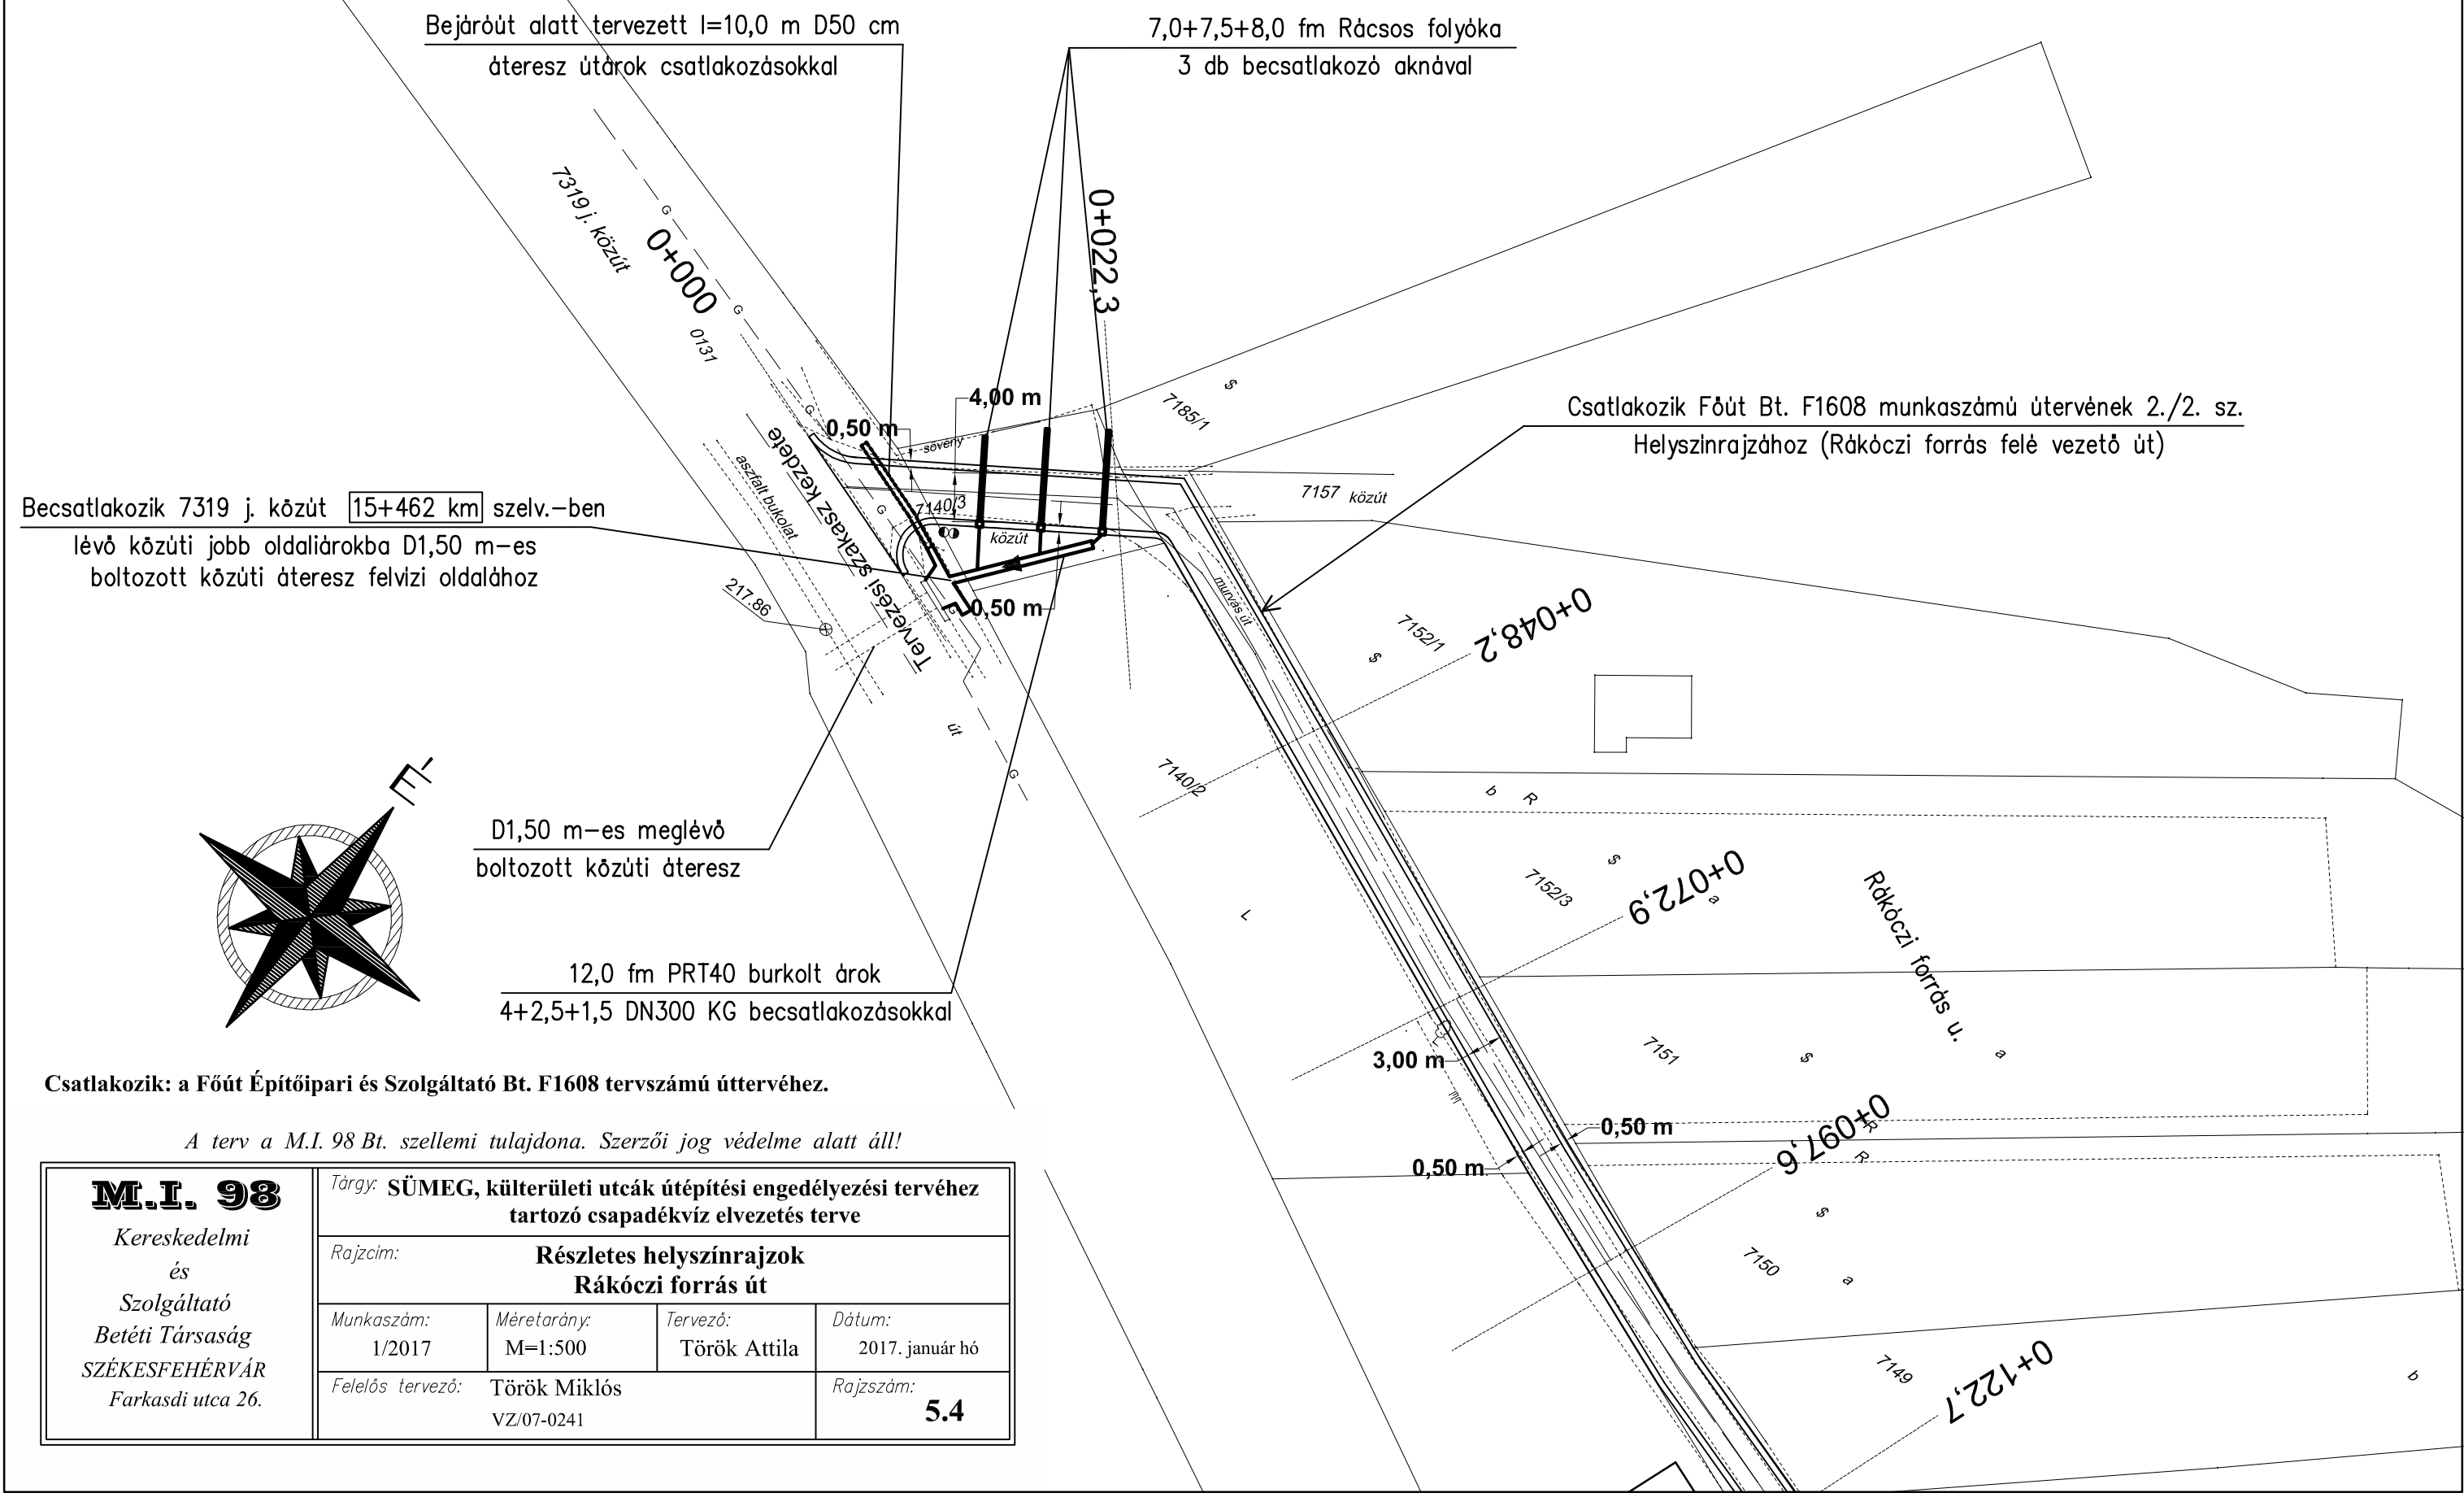 Bejáróút alatt tervezett l=10,0 m D50 cm
áteresz útárok csatlakozásokkal
7,0+7,5+8,0 fm Rácsos folyóka
3 db becsatlakozó aknával
7319 j. közút
0+000
0131
0+022,3
4,00 m
0,50 m
sövény
7185/1
Csatlakozik Főút Bt. F1608 munkaszámú útervének 2./2. sz.
Helyszinrajzához (Rákóczi forrás felé vezető út)
Tervezési szakasz kezdete
aszfalt bukolat
7140/3
közút
7157 közút
Becsatlakozik 7319 j. közút 15+462 km szelv.-ben
lévő közúti jobb oldaliárokba D1,50 m-es
boltozott közúti áteresz felvizi oldalához
217.86
0,50 m
murvás út
7152/1
0+048,2
út
7140/2
É
D1,50 m-es meglévő
boltozott közúti áteresz
b R
7152/3
0+072,9
a
Rákóczi forrás u.
L
12,0 fm PRT40 burkolt árok
4+2,5+1,5 DN300 KG becsatlakozásokkal
3,00 m
7151
a
Csatlakozik: a Főút Építőipari és Szolgáltató Bt. F1608 tervszámú úttervéhez.
0+097,6
R
R
0,50 m
0,50 m
A terv a M.I. 98 Bt. szellemi tulajdona. Szerzői jog védelme alatt áll!
7150
a
7149
0+122,7
b
M.I. 98
Kereskedelmi
és
Szolgáltató
Betéti Társaság
SZÉKESFEHÉRVÁR
Farkasdi utca 26.
Tárgy: SÜMEG, külterületi utcák útépítési engedélyezési tervéhez
tartozó csapadékvíz elvezetés terve
Rajzcím: Részletes helyszínrajzok
Rákóczi forrás út
Munkaszám: 1/2017
Méretarány: M=1:500
Tervező: Török Attila
Dátum: 2017. január hó
Felelős tervező: Török Miklós
VZ/07-0241
Rajzszám: 5.4